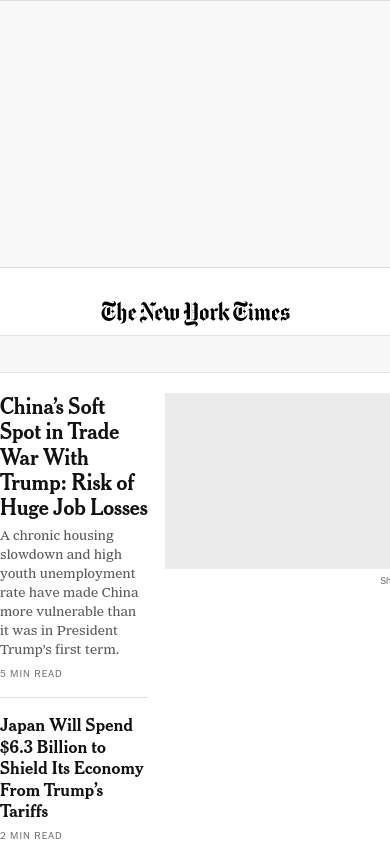 The New York Times
China’s Soft
Spot in Trade
War With
Trump: Risk of
Huge Job Losses
A chronic housing
slowdown and high
youth unemployment
rate have made China
more vulnerable than
it was in President
Trump’s first term.
5 MIN READ
Sh
Japan Will Spend
$6.3 Billion to
Shield Its Economy
From Trump’s
Tariffs
2 MIN READ